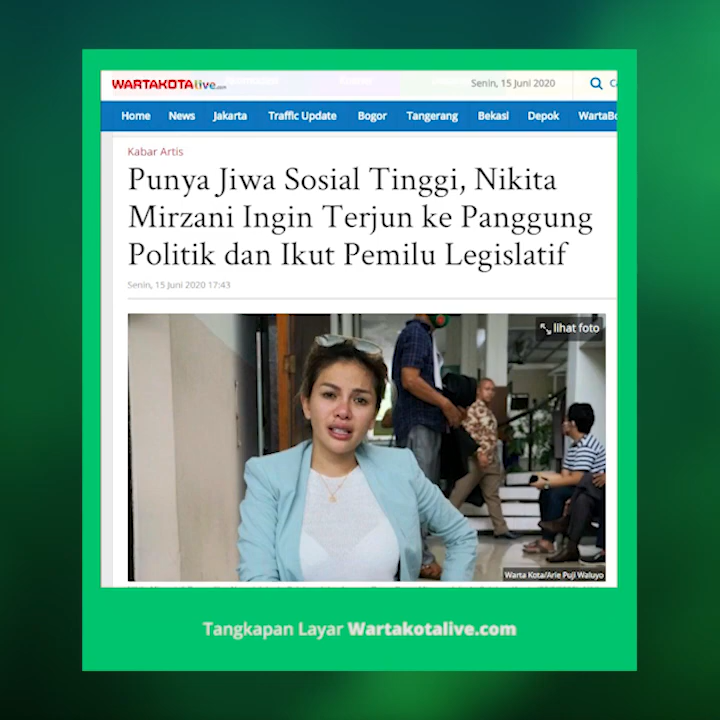 WARTAKOTAlive.com
Senin, 15 Juni 2020
Home News Jakarta Traffic Update Bogor Tangerang Bekasi Depok WartaBo
Kabar Artis
Punya Jiwa Sosial Tinggi, Nikita
Mirzani Ingin Terjun ke Panggung
Politik dan Ikut Pemilu Legislatif
Senin, 15 Juni 2020 17:43
lihat foto
Warta Kota/Arie Puji Waluyo
Tangkapan Layar Wartakotalive.com